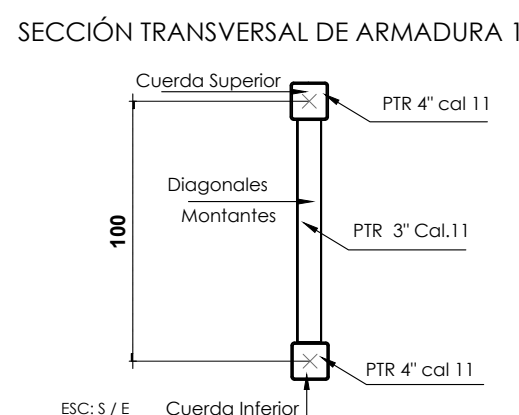 SECCIÓN TRANSVERSAL DE ARMADURA 1
Cuerda Superior
PTR 4" cal 11
Diagonales
Montantes
100
PTR 3" Cal.11
PTR 4" cal 11
ESC: S / E
Cuerda Inferior